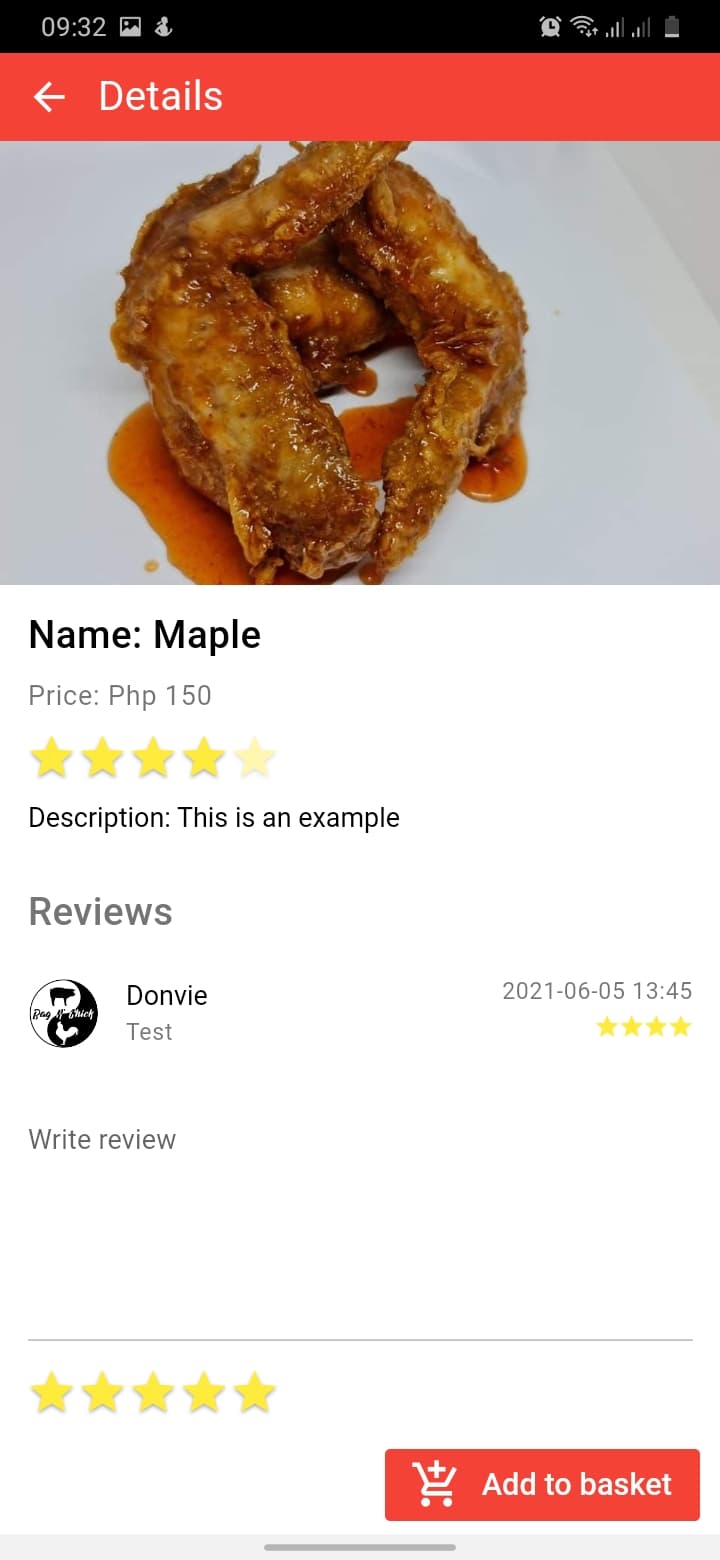 09:32
Details
Name: Maple
Price: Php 150
Description: This is an example
Reviews
Donvie
2021-06-05 13:45
Test
Rag N' Chick
Write review
Add to basket